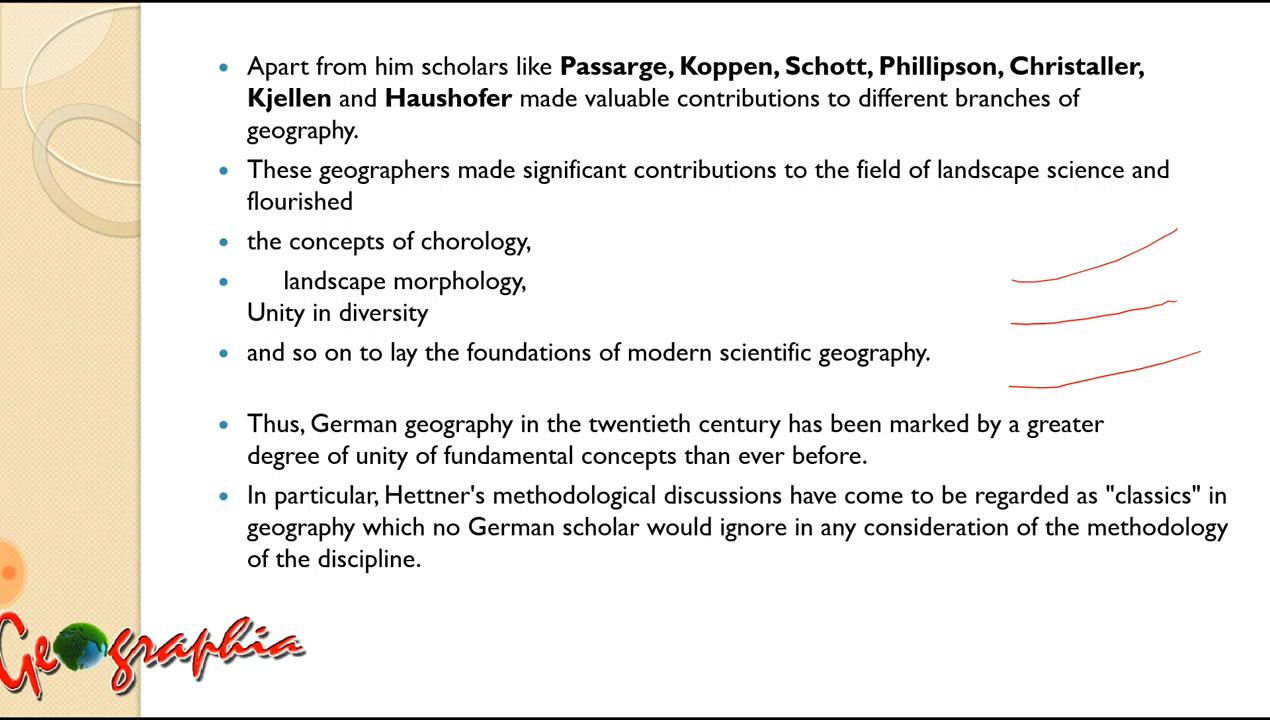 • Apart from him scholars like Passarge, Koppen, Schott, Phillipson, Christaller,
Kjellen and Haushofer made valuable contributions to different branches of
geography.
• These geographers made significant contributions to the field of landscape science and
flourished
• the concepts of chorology,
• landscape morphology,
Unity in diversity
• and so on to lay the foundations of modern scientific geography.
• Thus, German geography in the twentieth century has been marked by a greater
degree of unity of fundamental concepts than ever before.
• In particular, Hettner's methodological discussions have come to be regarded as "classics" in
geography which no German scholar would ignore in any consideration of the methodology
of the discipline.
Geographia